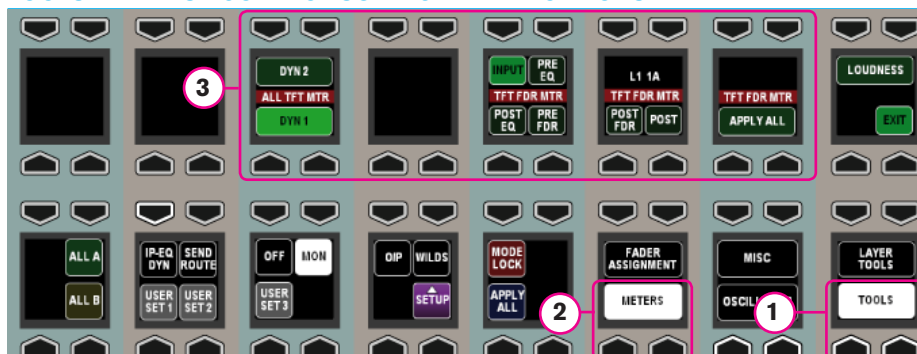 3
DYN 2
ALL TFT MTR
DYN 1
INPUT PRE EQ
TFT FDR MTR
POST EQ PRE FDR
L1 1A
TFT FDR MTR
POST FDR POST
TFT FDR MTR
APPLY ALL
LOUDNESS
EXIT
ALL A
ALL B
IP-EQ DYN SEND ROUTE
USER SET 1 USER SET 2
OFF MON
USER SET 3
OIP WILDS
SETUP
MODE LOCK
APPLY ALL
2
FADER ASSIGNMENT
METERS
MISC
1
LAYER TOOLS
TOOLS